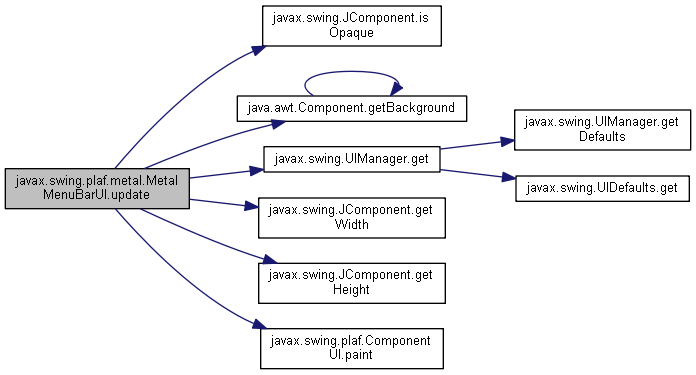 javax.swing.JComponent.is
Opaque
java.awt.Component.getBackground
javax.swing.UIManager.get
Defaults
javax.swing.UIManager.get
javax.swing.plaf.metal.Metal
MenuBarUI.update
javax.swing.UIDefaults.get
javax.swing.JComponent.get
Width
javax.swing.JComponent.get
Height
javax.swing.plaf.Component
UI.paint